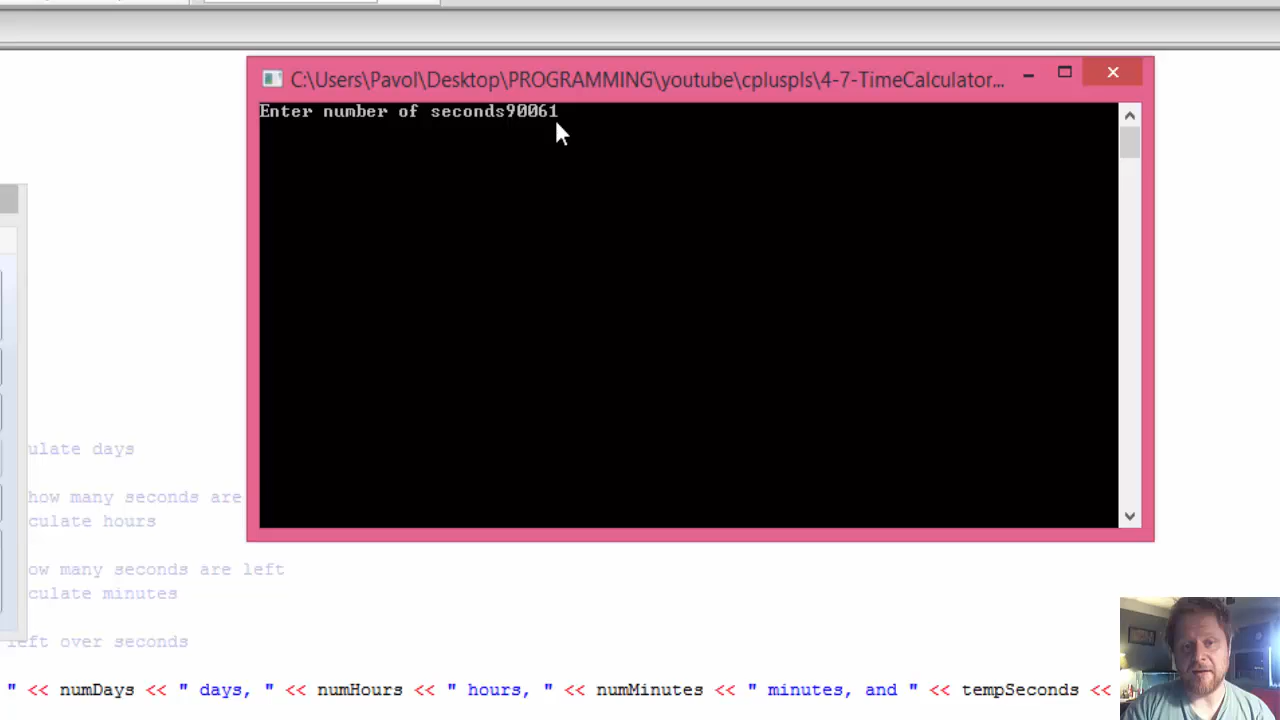 C:\Users\Pavol\Desktop\PROGRAMMING\youtube\cpluspls\4-7-TimeCalculator...
Enter number of seconds90061
ulate days
how many seconds are
culate hours
ow many seconds are left
culate minutes
left over seconds
" << numDays << " days, " << numHours << " hours, " << numMinutes << " minutes, and " << tempSeconds <<